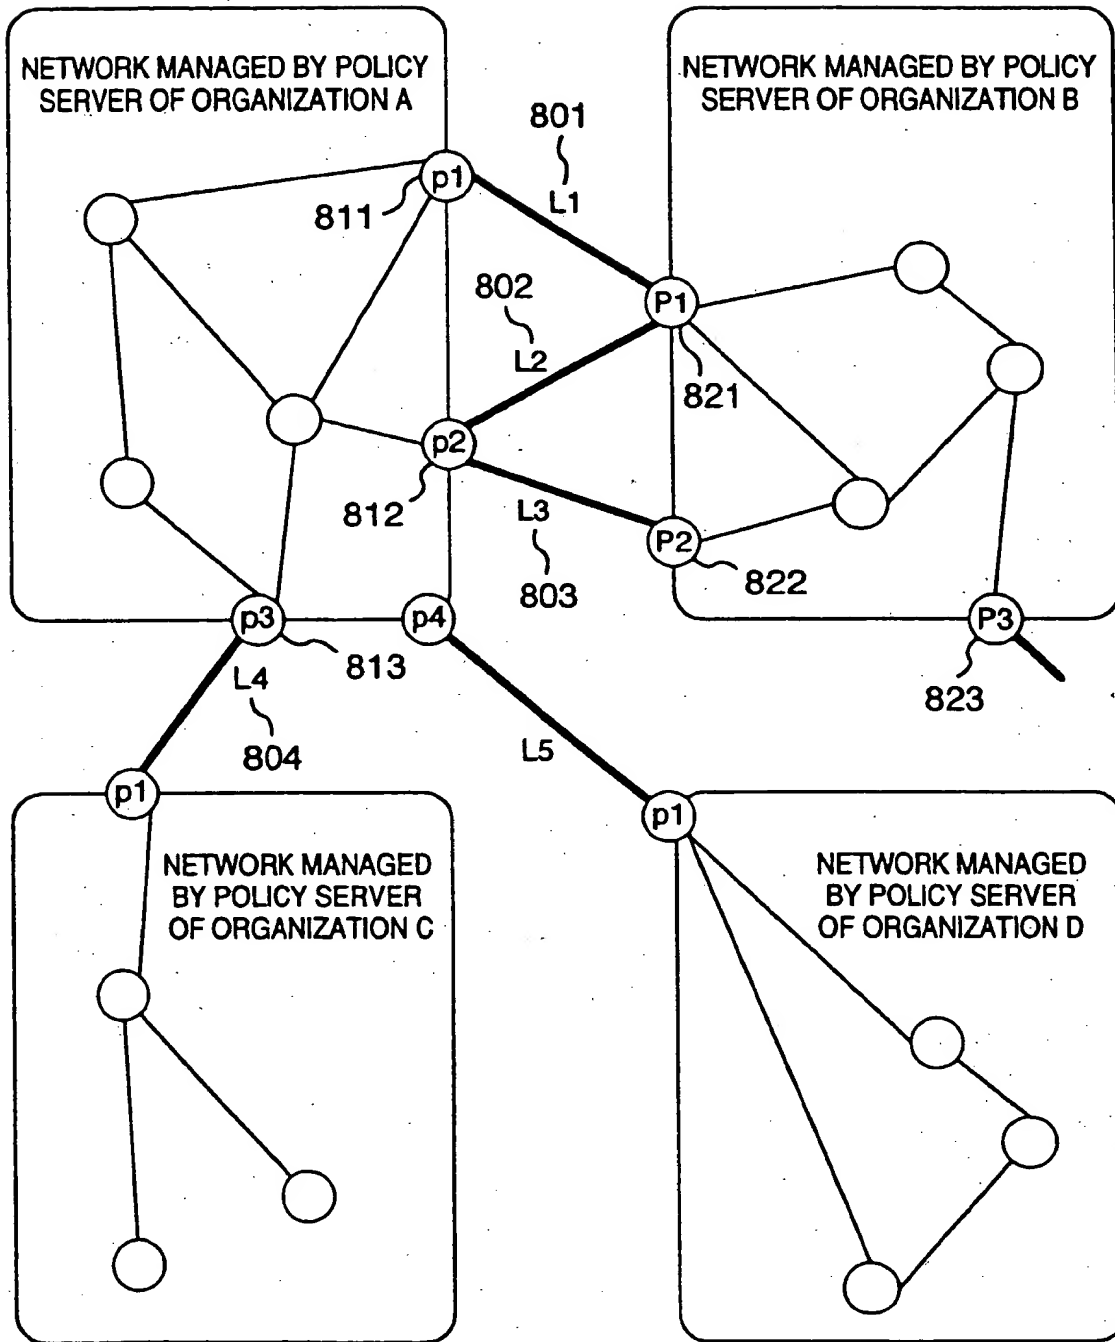 NETWORK MANAGED BY POLICY
SERVER OF ORGANIZATION A
NETWORK MANAGED BY POLICY
SERVER OF ORGANIZATION B
801
L1
p1
811
802
L2
P1
821
p2
812
L3
803
P2
822
p3
813
p4
P3
823
L4
804
L5
p1
p1
NETWORK MANAGED
BY POLICY SERVER
OF ORGANIZATION C
NETWORK MANAGED
BY POLICY SERVER
OF ORGANIZATION D